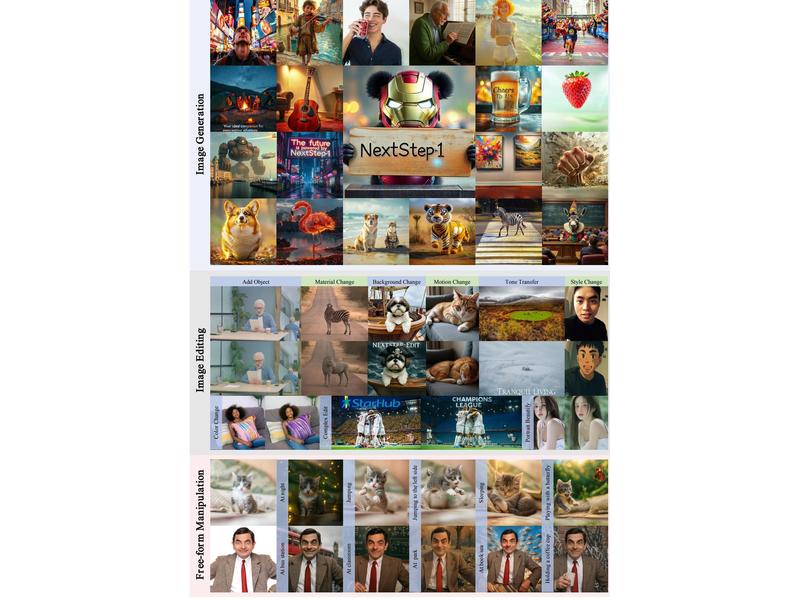 Image Generation
Cheers
to AI
Your ideal companion for
The future
is powered by
NextStep-1
NextStep-1
Image Editing
Add Object
Material Change
Background Change
Motion Change
Tone Transfer
Style Change
NEXTSTEP-EDIT
TRANQUIL LIVING
Color Change
Complex Edit
StarHub
CHAMPIONS
LEAGUE
Portrait Beautify
Free-form Manipulation
At night
Jumping
Jumping to the left side
Sleeping
Playing with a butterfly
At bus station
At classroom
At park
At book sea
Holding a coffee cup